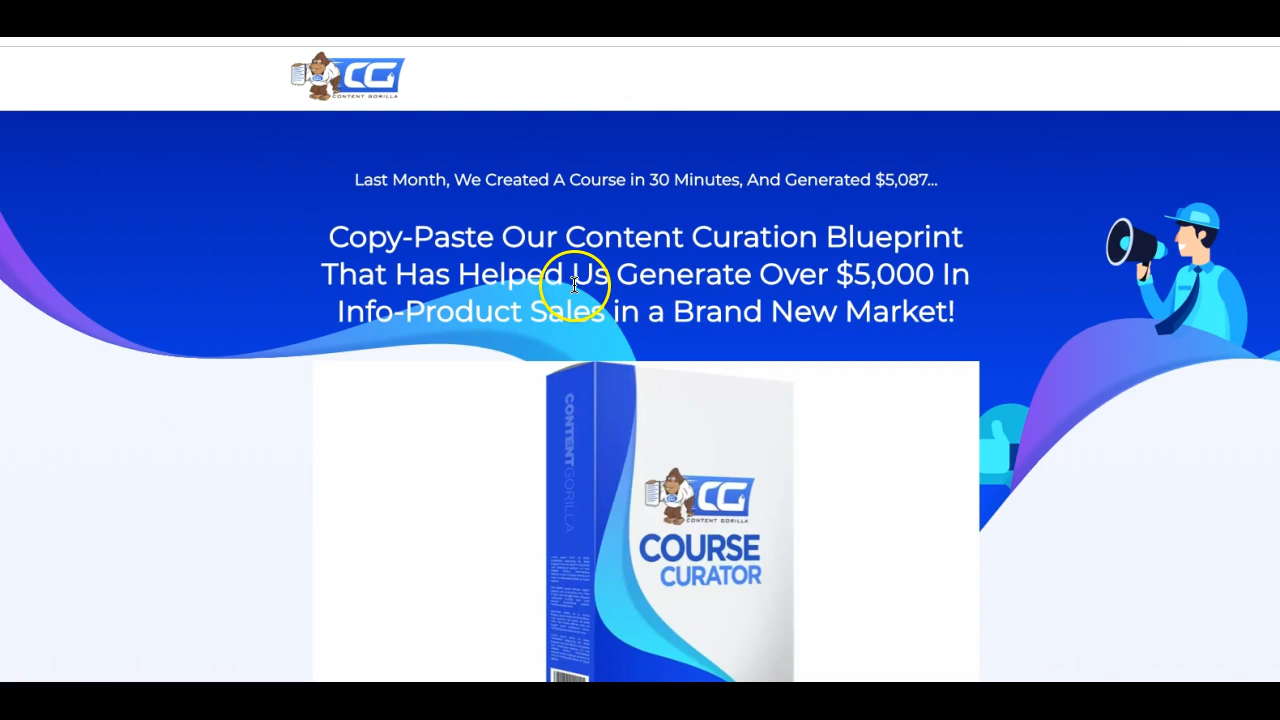 CG
CONTENT GORILLA
Last Month, We Created A Course in 30 Minutes, And Generated $5,087...
Copy-Paste Our Content Curation Blueprint
That Has Helped Us Generate Over $5,000 In
Info-Product Sales in a Brand New Market!
CONTENTGORILLA
CG
CONTENT GORILLA
COURSE
CURATOR